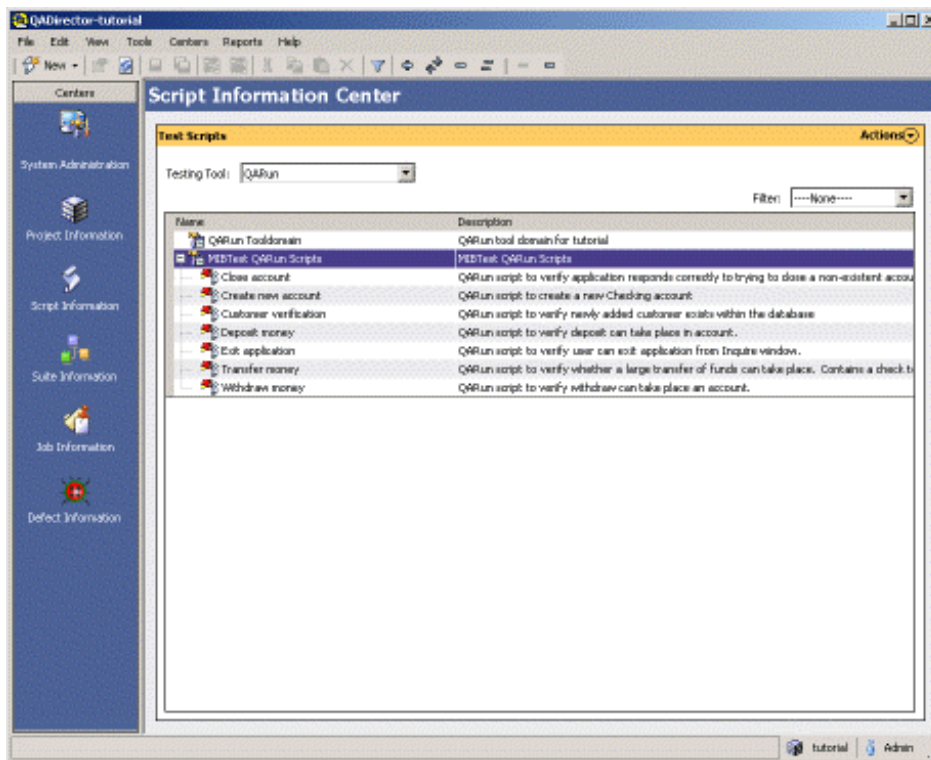 QADirector-tutorial
File Edit View Tools Centers Reports Help
New
Centers
System Administration
Project Information
Script Information
Suite Information
Job Information
Defect Information
Script Information Center
Test Scripts Actions
Testing Tool: QARun
Filter: ----None----
Name Description
QARun Tooldomain QARun tool domain for tutorial
MIBTest QARun Scripts MIBTest QARun Scripts
Close account QARun script to verify application responds correctly to trying to close a non-existent accou
Create new account QARun script to create a new Checking account
Customer verification QARun script to verify newly added customer exists within the database
Deposit money QARun script to verify deposit can take place in account.
Exit application QARun script to verify user can exit application from Inquire window.
Transfer money QARun script to verify whether a large transfer of funds can take place. Contains a check t
Withdraw money QARun script to verify withdraw can take place an account.
tutorial Admin